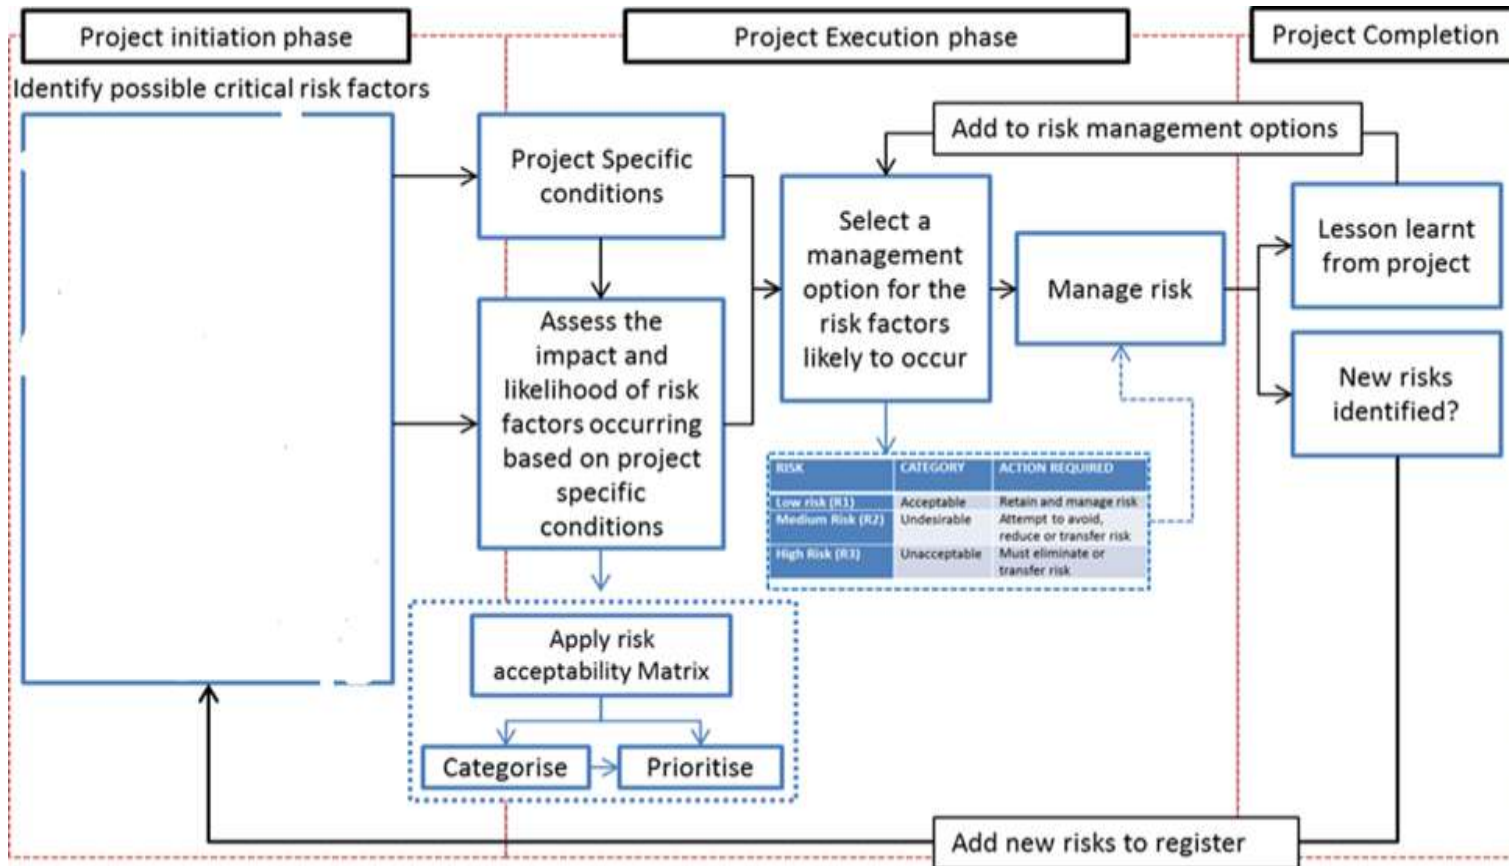 Project initiation phase
Project Execution phase
Project Completion
Identify possible critical risk factors
Project Specific
conditions
Assess the
impact and
likelihood of risk
factors occurring
based on project
specific
conditions
Apply risk
acceptability Matrix
Categorise
Prioritise
Add to risk management options
Select a
management
option for the
risk factors
likely to occur
Manage risk
RISK CATEGORY ACTION REQUIRED
Low risk (R1) Acceptable Retain and manage risk
Medium Risk (R2) Undesirable Attempt to avoid,
reduce or transfer risk
High Risk (R3) Unacceptable Must eliminate or
transfer risk
Lesson learnt
from project
New risks
identified?
Add new risks to register